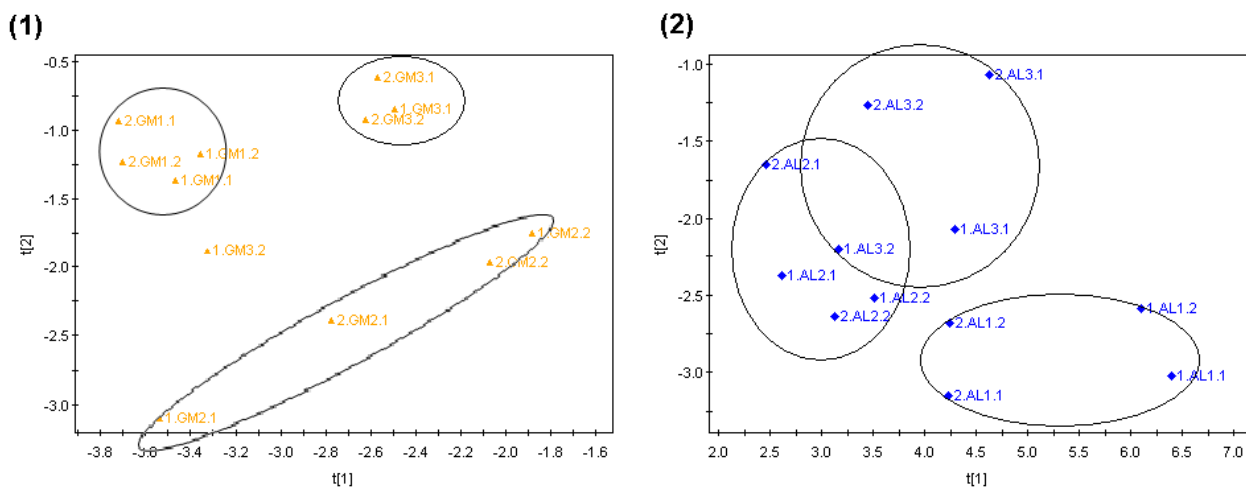 (1)
(2)
-0.5
-1.0
-1.5
-2.0
-2.5
-3.0
t[2]
2.GM3.1
1.GM3.1
2.GM3.2
2.GM1.1
1.GM1.2
2.GM1.2
1.GM1.1
1.GM3.2
1.GM2.2
2.GM2.2
2.GM2.1
1.GM2.1
-3.8 -3.6 -3.4 -3.2 -3.0 -2.8 -2.6 -2.4 -2.2 -2.0 -1.8 -1.6
t[1]
-1.0
-1.5
-2.0
-2.5
-3.0
t[2]
2.AL3.1
2.AL3.2
2.AL2.1
1.AL3.1
1.AL3.2
1.AL2.1
1.AL2.2
2.AL2.2
1.AL1.2
2.AL1.2
1.AL1.1
2.AL1.1
2.0 2.5 3.0 3.5 4.0 4.5 5.0 5.5 6.0 6.5 7.0
t[1]